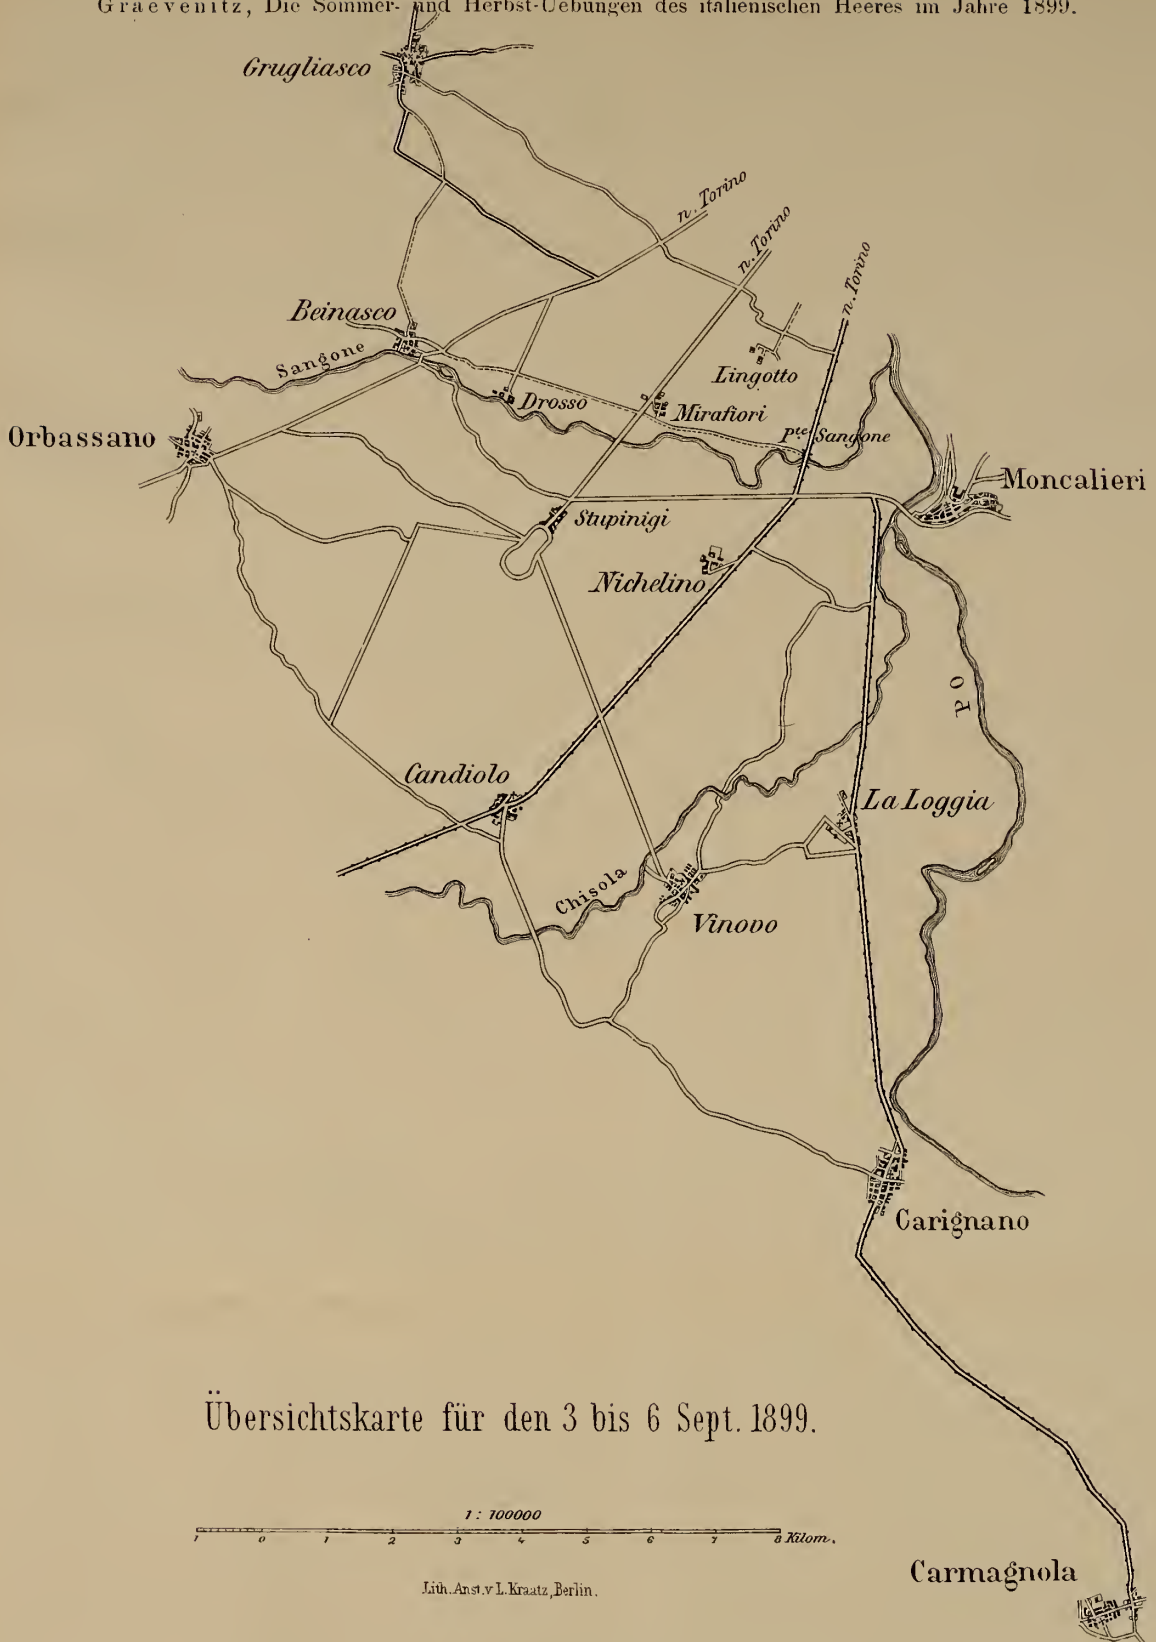 Graevenitz, Die Sommer- und Herbst-Uebungen des italienischen Heeres im Jahre 1899.
Grugliasco
n. Torino
n. Torino
n. Torino
Beinasco
Sangone
Lingotto
Drosso
Mirafiori
Orbassano
Pte Sangone
Moncalieri
Stupinigi
Nichelino
Po
Candiolo
La Loggia
Chisola
Vinovo
Carignano
Übersichtskarte für den 3 bis 6 Sept. 1899.
1 : 100000
1 0 1 2 3 4 5 6 7 8 Kilom.
Lith. Anst. v L. Kraatz, Berlin.
Carmagnola